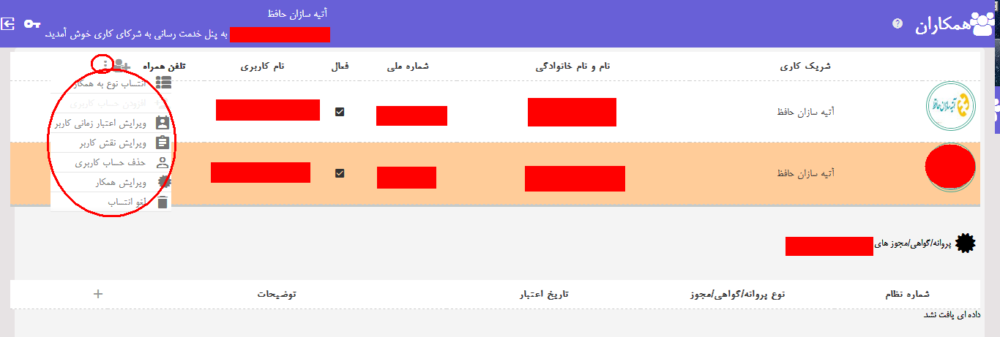 همکاران
آتیه سازان حافظ
به پنل خدمت رسانی به شرکای کاری خوش آمدید.
شریک کاری
نام و نام خانوادگی
شماره ملی
فعال
نام کاربری
تلفن همراه
آتیه سازان حافظ
آتیه سازان حافظ
آتیه سازان حافظ
انتساب نوع به همکار
افزودن حساب کاربری
ویرایش اعتبار زمانی کاربر
ویرایش نقش کاربر
حذف حساب کاربری
ویرایش همکار
لغو انتساب
پروانه/گواهی/مجوز های
شماره نظام
نوع پروانه/گواهی/مجوز
تاریخ اعتبار
توضیحات
داده ای یافت نشد.